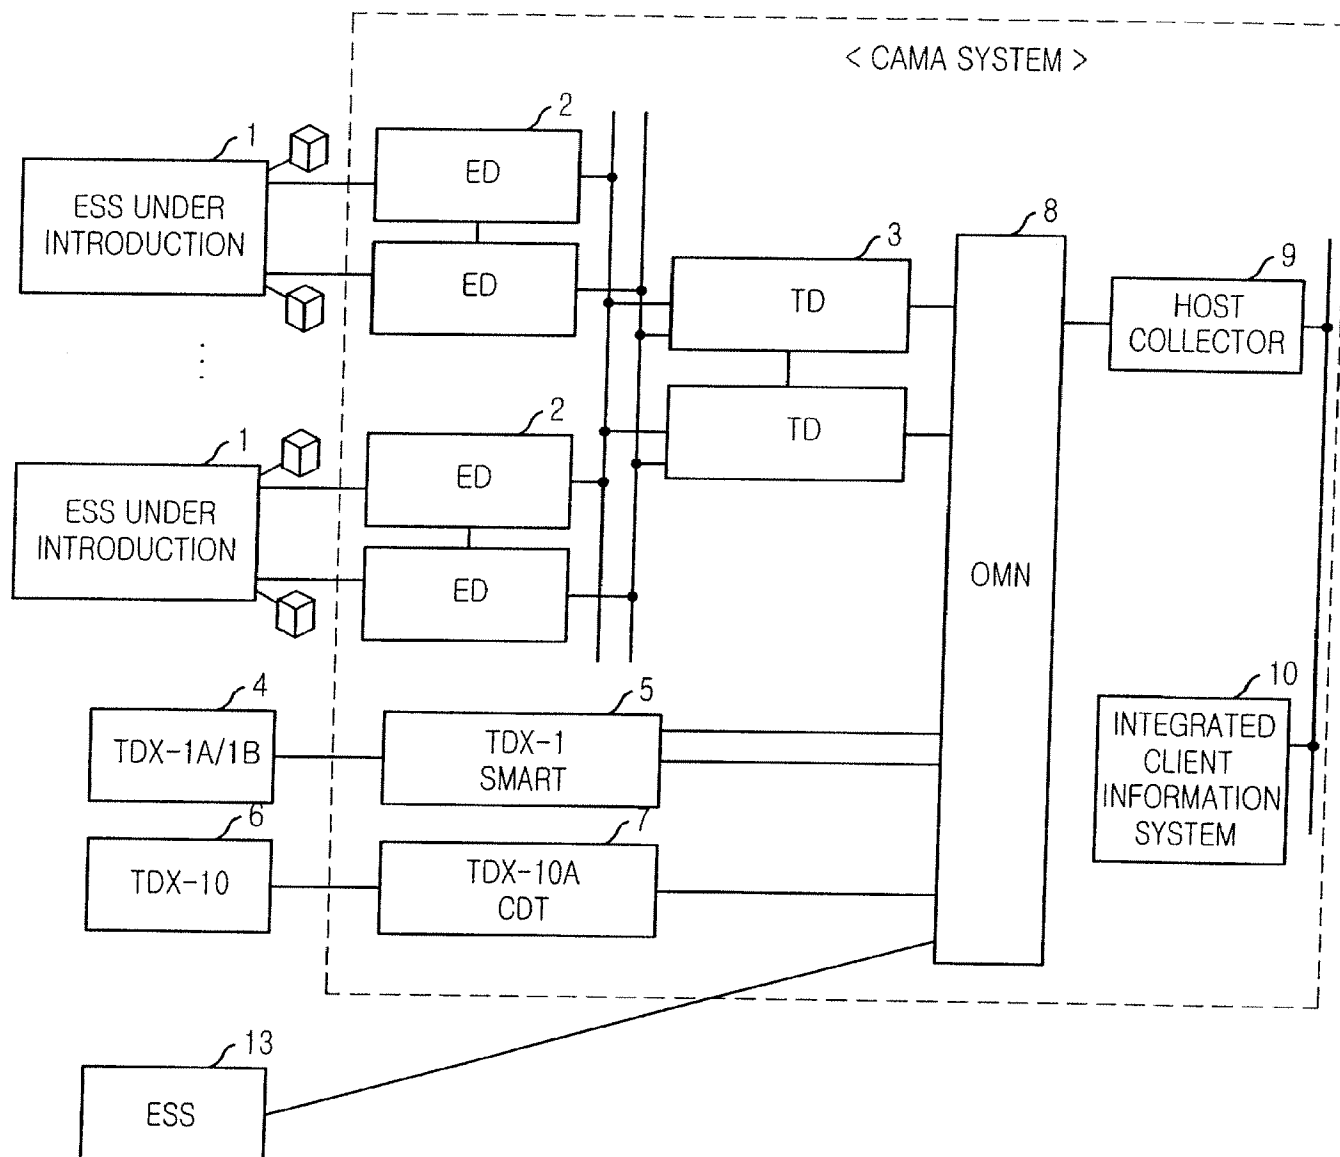 < CAMA SYSTEM >
1
2
ESS UNDER
INTRODUCTION
ED
ED
3
TD
TD
8
OMN
9
HOST
COLLECTOR
1
2
ESS UNDER
INTRODUCTION
ED
ED
4
TDX-1A/1B
5
TDX-1
SMART
6
TDX-10
7
TDX-10A
CDT
10
INTEGRATED
CLIENT
INFORMATION
SYSTEM
13
ESS